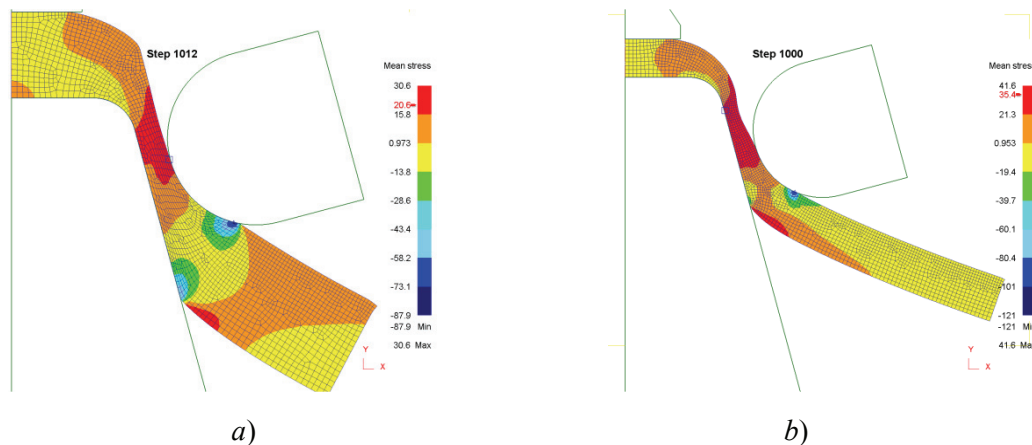 Step 1012
Mean stress
30.6
20.6
15.8
0.973
-13.8
-28.6
-43.4
-58.2
-73.1
-87.9
-87.9 Min
30.6 Max
Y
X
a)
Step 1000
Mean stress
41.6
35.4
21.3
0.953
-19.4
-39.7
-60.1
-80.4
-101
-121
-121 Mi
41.6 Ma
Y
X
b)